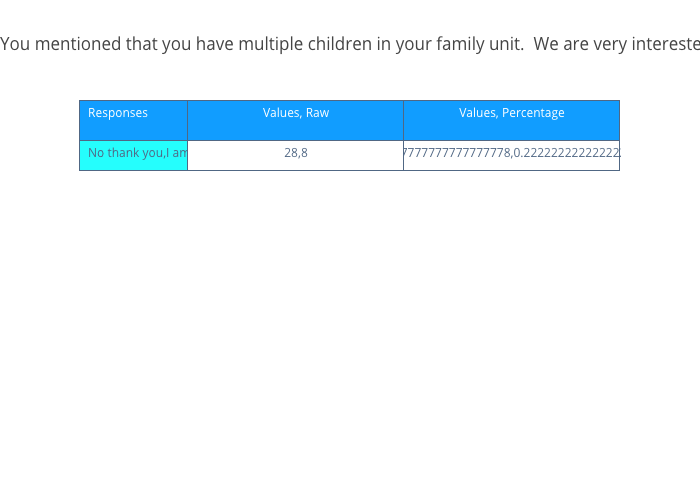 You mentioned that you have multiple children in your family unit.  We are very intereste
Responses Values, Raw Values, Percentage
No thank you,I am 28,8 7777777777777778,0.22222222222222